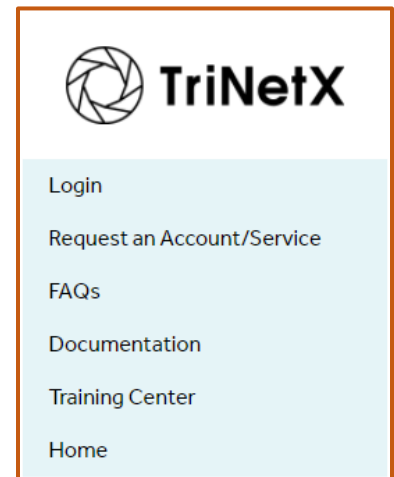 TriNetX
Login
Request an Account/Service
FAQs
Documentation
Training Center
Home